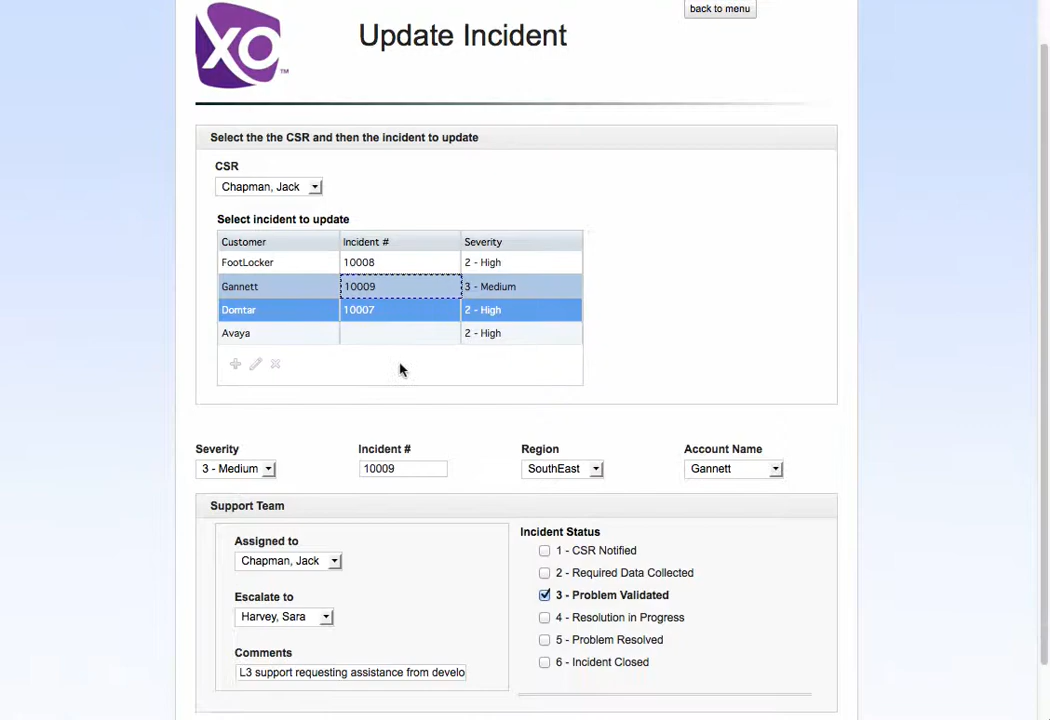 back to menu
XO™
Update Incident
Select the the CSR and then the incident to update
CSR
Chapman, Jack
Select incident to update
Customer Incident # Severity
FootLocker 10008 2 - High
Gannett 10009 3 - Medium
Domtar 10007 2 - High
Avaya 2 - High
Severity Incident # Region Account Name
3 - Medium 10009 SouthEast Gannett
Support Team
Assigned to
Chapman, Jack
Escalate to
Harvey, Sara
Comments
L3 support requesting assistance from develo
Incident Status
1 - CSR Notified
2 - Required Data Collected
3 - Problem Validated
4 - Resolution in Progress
5 - Problem Resolved
6 - Incident Closed